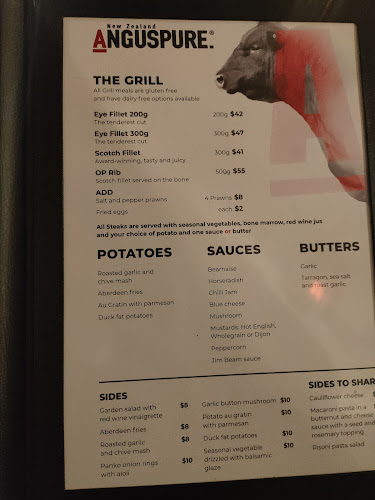 New Zealand
ANGUSPURE.®
THE GRILL
All Grill meals are gluten free
and have dairy free options available
Eye Fillet 200g 200g $42
The tenderest cut
Eye Fillet 300g 300g $47
The tenderest cut
Scotch Fillet 300g $41
Award-winning, tasty and juicy
OP Rib 500g $55
Scotch fillet served on the bone
ADD
Salt and pepper prawns 4 Prawns $8
Fried eggs each $2
All Steaks are served with seasonal vegetables, bone marrow, red wine jus
and your choice of potato and one sauce or butter
POTATOES
Roasted garlic and
chive mash
Aberdeen fries
Au Gratin with parmesan
Duck fat potatoes
SAUCES
Bearnaise
Horseradish
Chilli Jam
Blue cheese
Mushroom
Mustards: Hot English,
Wholegrain or Dijon
Peppercorn
Jim Beam sauce
BUTTERS
Garlic
Tarragon, sea salt
and roast garlic
SIDES
Garden salad with $8
red wine vinaigrette
Aberdeen fries $8
Roasted garlic $8
and chive mash
Panko onion rings $10
with aioli
Garlic button mushroom $10
Potato au gratin $10
with parmesan
Duck fat potatoes $10
Seasonal vegetable $10
drizzled with balsamic
glaze
SIDES TO SHAR
Cauliflower cheese
Macaroni pasta in a
butternut and cheese
sauce with a seed and
rosemary topping
Risoni pasta salad